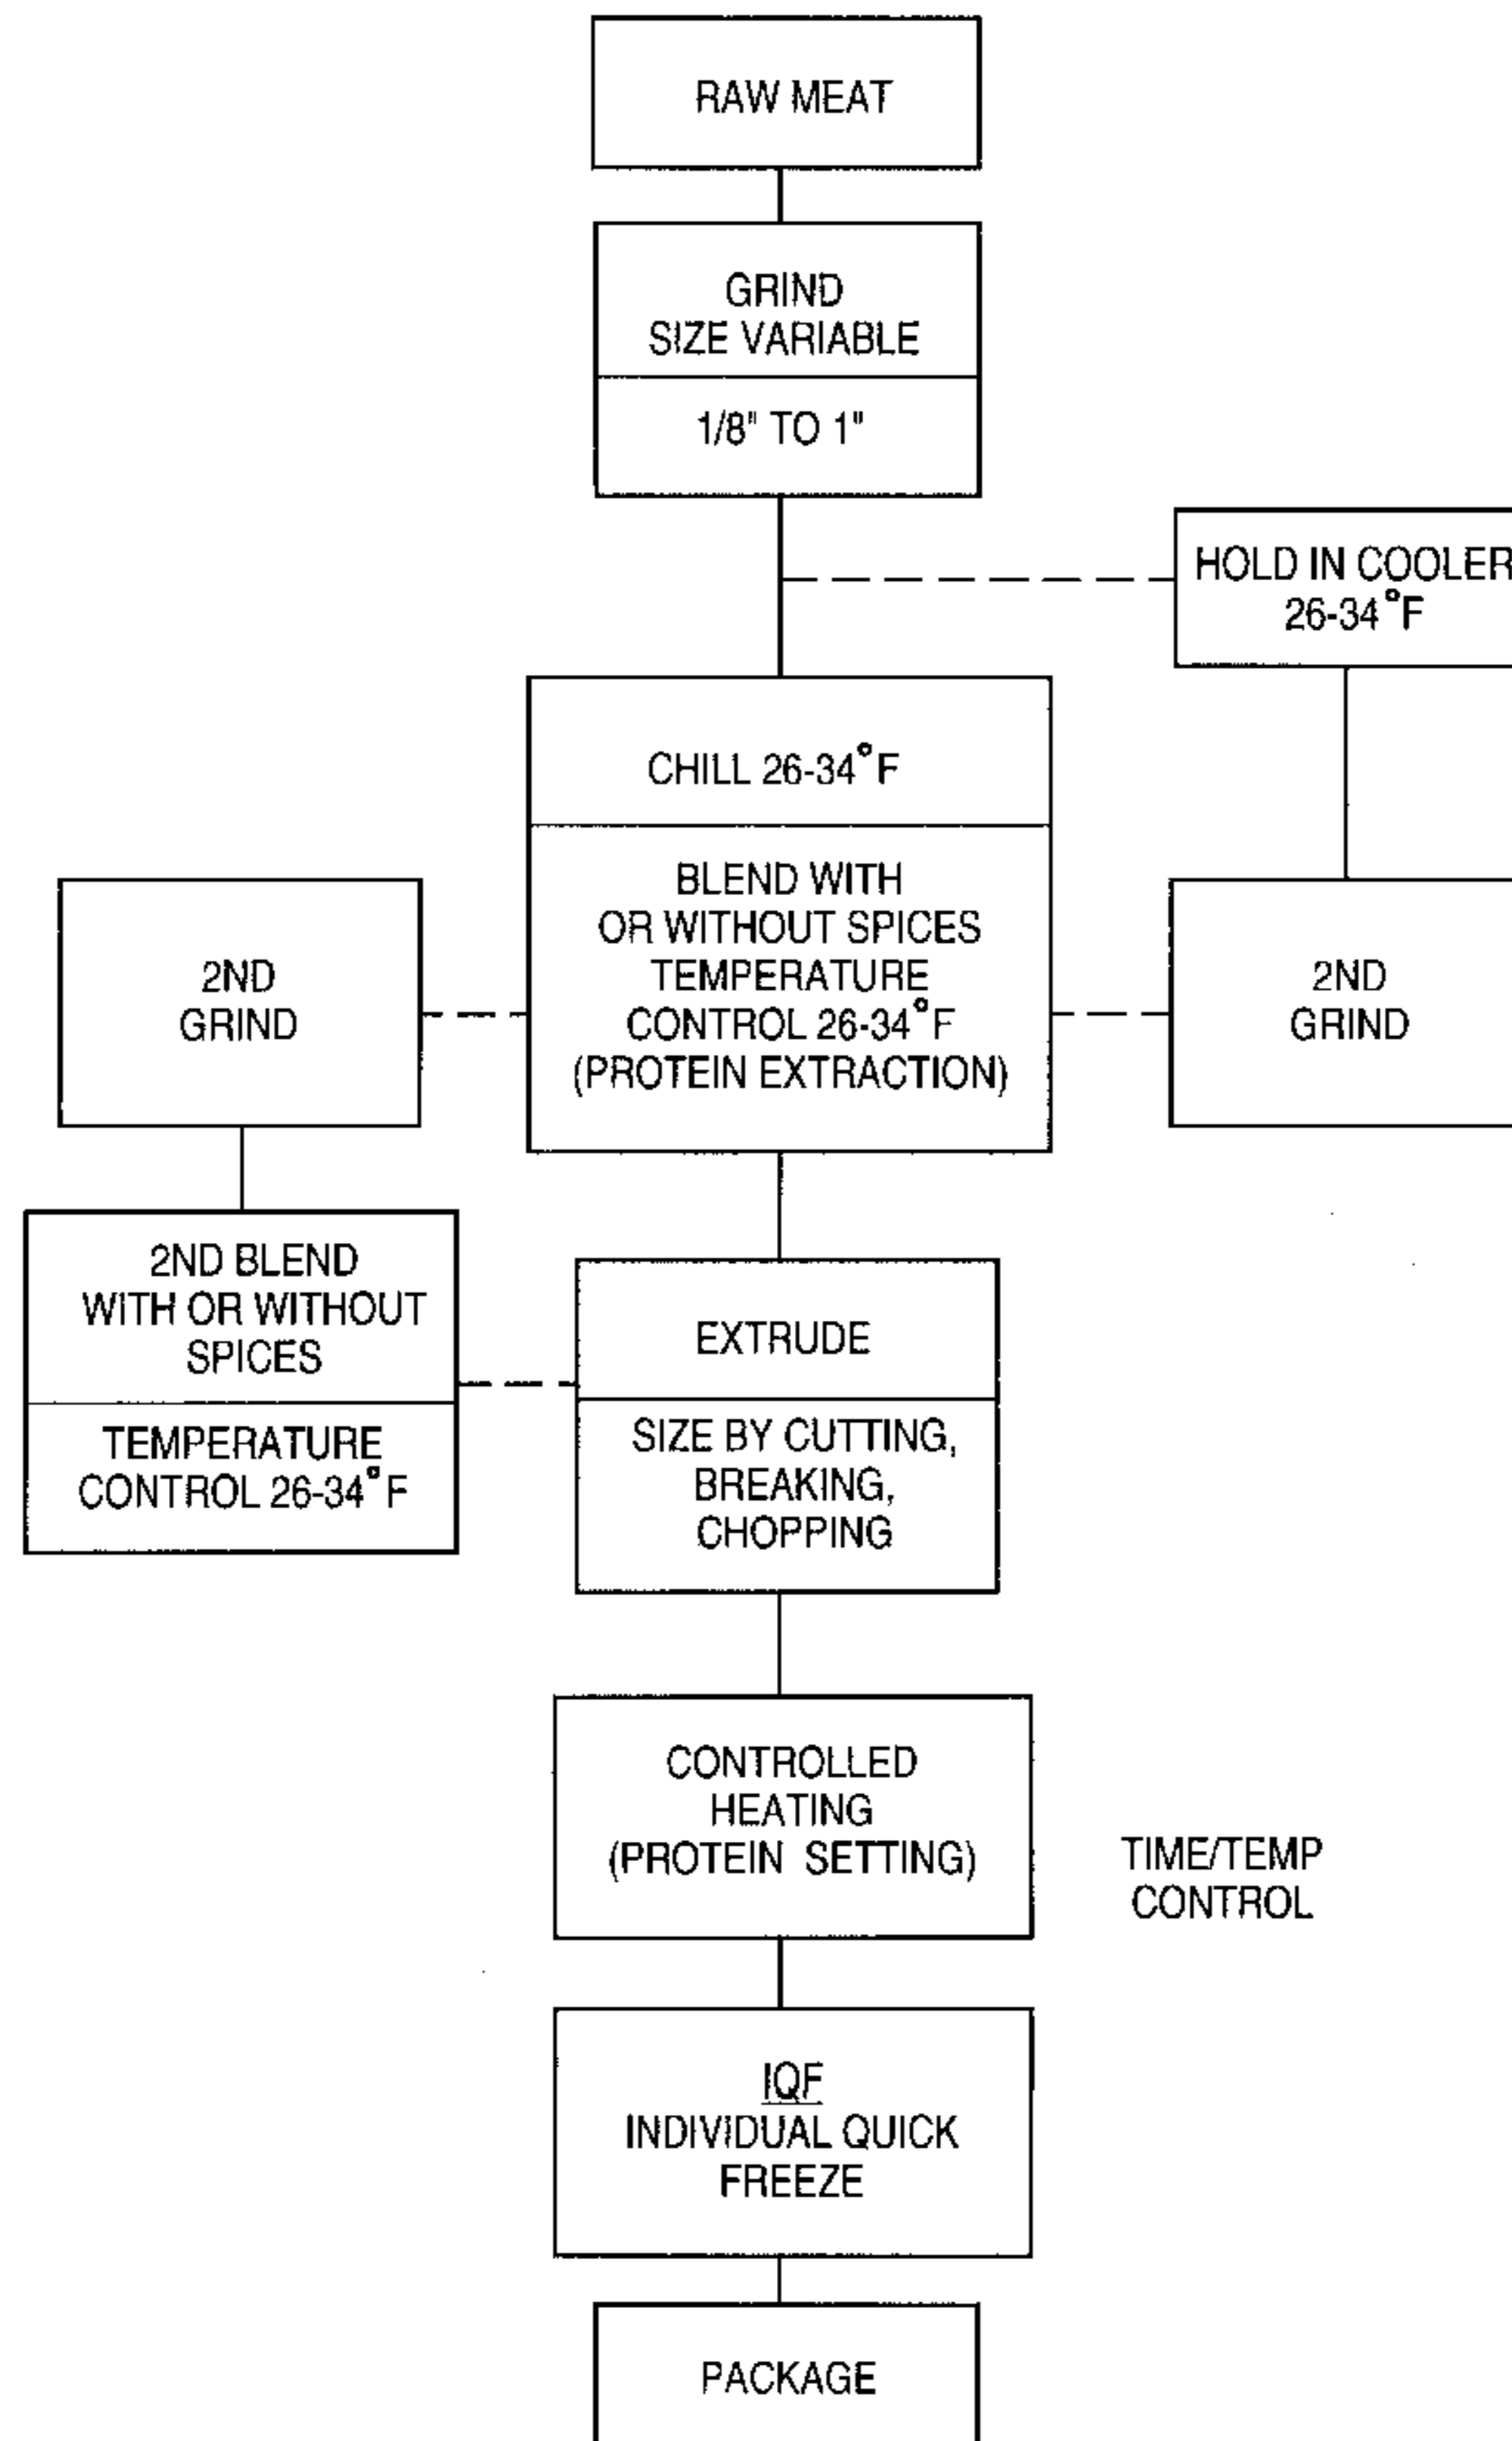 RAW MEAT
GRIND
SIZE VARIABLE
1/8" TO 1"
HOLD IN COOLER
26-34°F
CHILL 26-34°F
BLEND WITH
OR WITHOUT SPICES
TEMPERATURE
CONTROL 26-34°F
(PROTEIN EXTRACTION)
2ND
GRIND
2ND
GRIND
2ND BLEND
WITH OR WITHOUT
SPICES
TEMPERATURE
CONTROL 26-34°F
EXTRUDE
SIZE BY CUTTING,
BREAKING,
CHOPPING
CONTROLLED
HEATING
(PROTEIN SETTING)
TIME/TEMP
CONTROL
IQF
INDIVIDUAL QUICK
FREEZE
PACKAGE